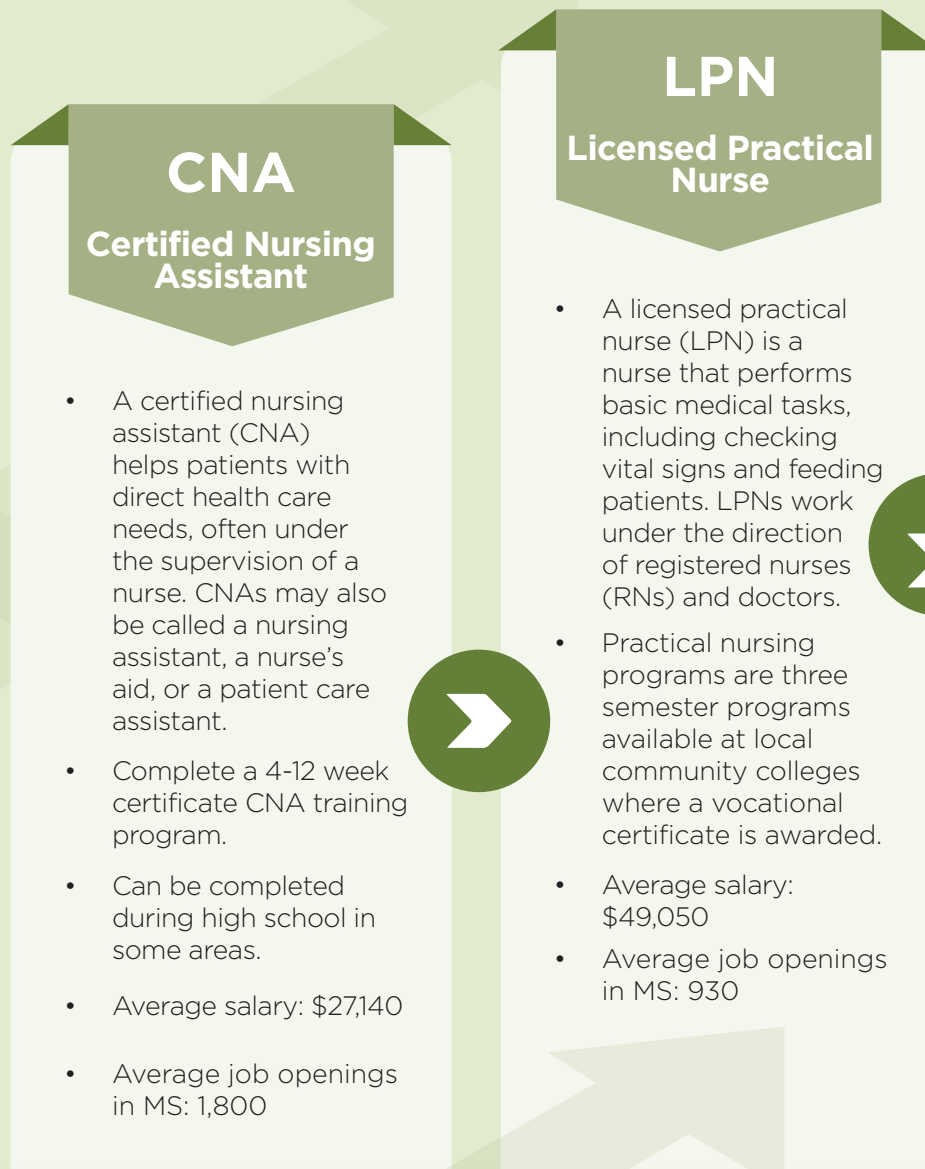 CNA
Certified Nursing
Assistant
• A certified nursing
assistant (CNA)
helps patients with
direct health care
needs, often under
the supervision of a
nurse. CNAs may also
be called a nursing
assistant, a nurse's
aid, or a patient care
assistant.
• Complete a 4-12 week
certificate CNA training
program.
• Can be completed
during high school in
some areas.
• Average salary: $27,140
• Average job openings
in MS: 1,800
LPN
Licensed Practical
Nurse
• A licensed practical
nurse (LPN) is a
nurse that performs
basic medical tasks,
including checking
vital signs and feeding
patients. LPNs work
under the direction
of registered nurses
(RNs) and doctors.
• Practical nursing
programs are three
semester programs
available at local
community colleges
where a vocational
certificate is awarded.
• Average salary:
$49,050
• Average job openings
in MS: 930